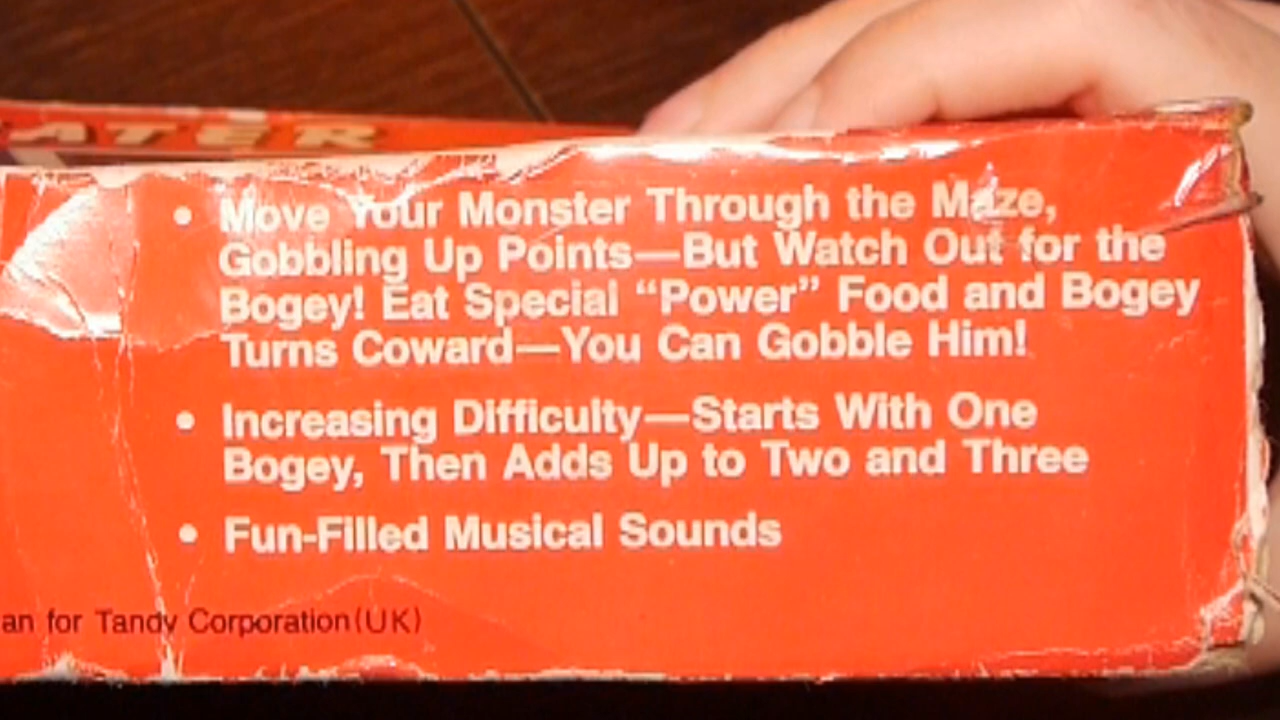 ATER
• Move Your Monster Through the Maze,
Gobbling Up Points—But Watch Out for the
Bogey! Eat Special “Power” Food and Bogey
Turns Coward—You Can Gobble Him!
• Increasing Difficulty—Starts With One
Bogey, Then Adds Up to Two and Three
• Fun-Filled Musical Sounds
an for Tandy Corporation(UK)